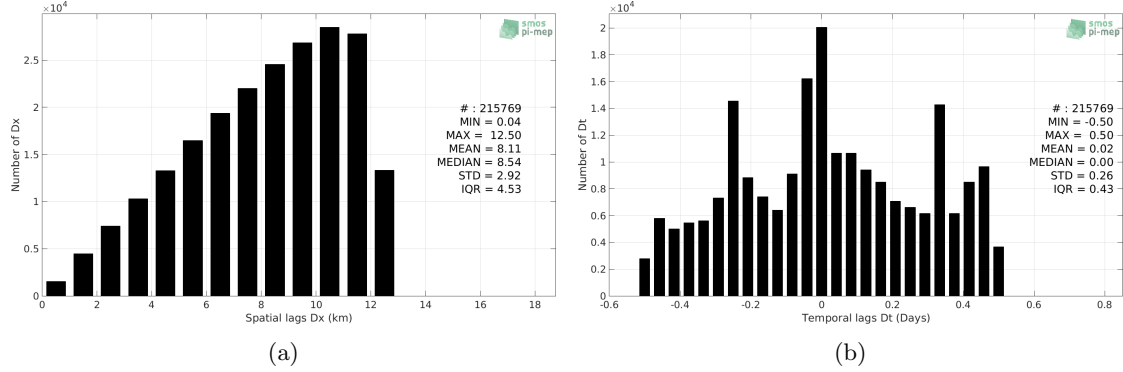 ×10⁴
smos
pi-mep
2.5
2
1.5
1
0.5
0
Number of Dx
# : 215769
MIN = 0.04
MAX = 12.50
MEAN = 8.11
MEDIAN = 8.54
STD = 2.92
IQR = 4.53
0 2 4 6 8 10 12 14 16 18
Spatial lags Dx (km)
(a)
×10⁴
smos
pi-mep
2
1.8
1.6
1.4
1.2
1
0.8
0.6
0.4
0.2
0
Number of Dt
# : 215769
MIN = -0.50
MAX = 0.50
MEAN = 0.02
MEDIAN = 0.00
STD = 0.26
IQR = 0.43
-0.6 -0.4 -0.2 0 0.2 0.4 0.6 0.8
Temporal lags Dt (Days)
(b)